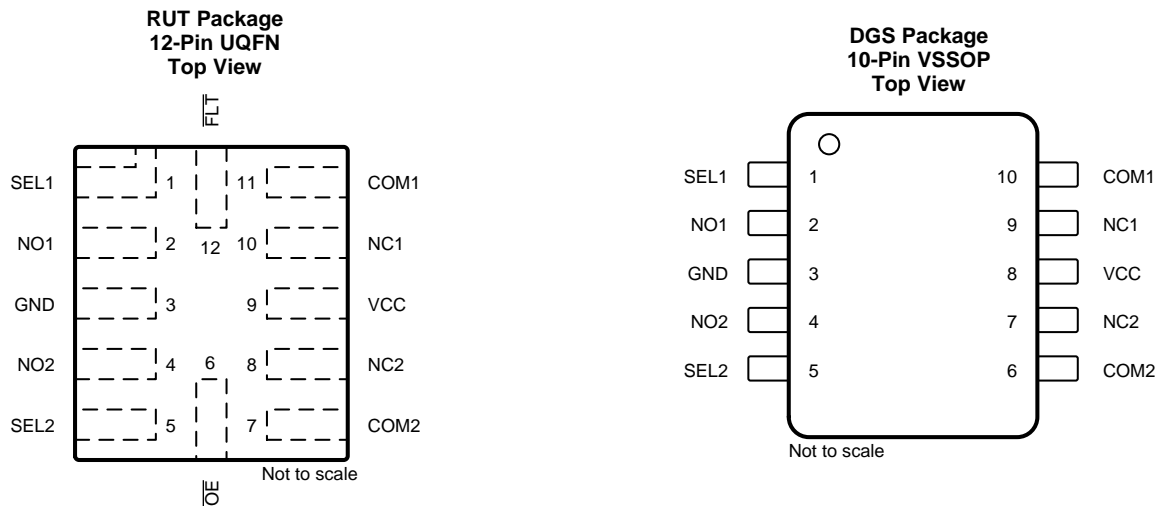 RUT Package
12-Pin UQFN
Top View
FLT
SEL1 1 11 COM1
NO1 2 12 10 NC1
GND 3 9 VCC
NO2 4 6 8 NC2
SEL2 5 7 COM2
Not to scale
OE
DGS Package
10-Pin VSSOP
Top View
SEL1 1 10 COM1
NO1 2 9 NC1
GND 3 8 VCC
NO2 4 7 NC2
SEL2 5 6 COM2
Not to scale